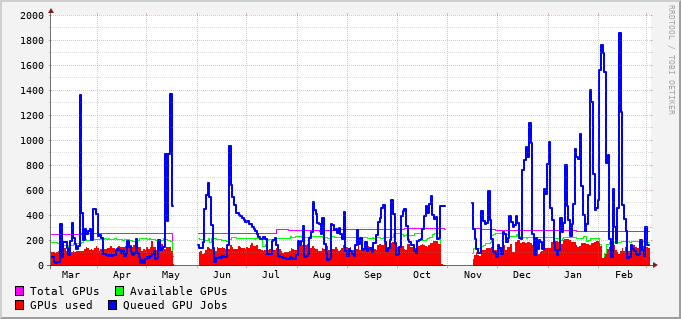 2000
1800
1600
1400
1200
1000
800
600
400
200
0
Mar Apr May Jun Jul Aug Sep Oct Nov Dec Jan Feb
Total GPUs Available GPUs
GPUs used Queued GPU Jobs
RRDTOOL / TOBI OETIKER